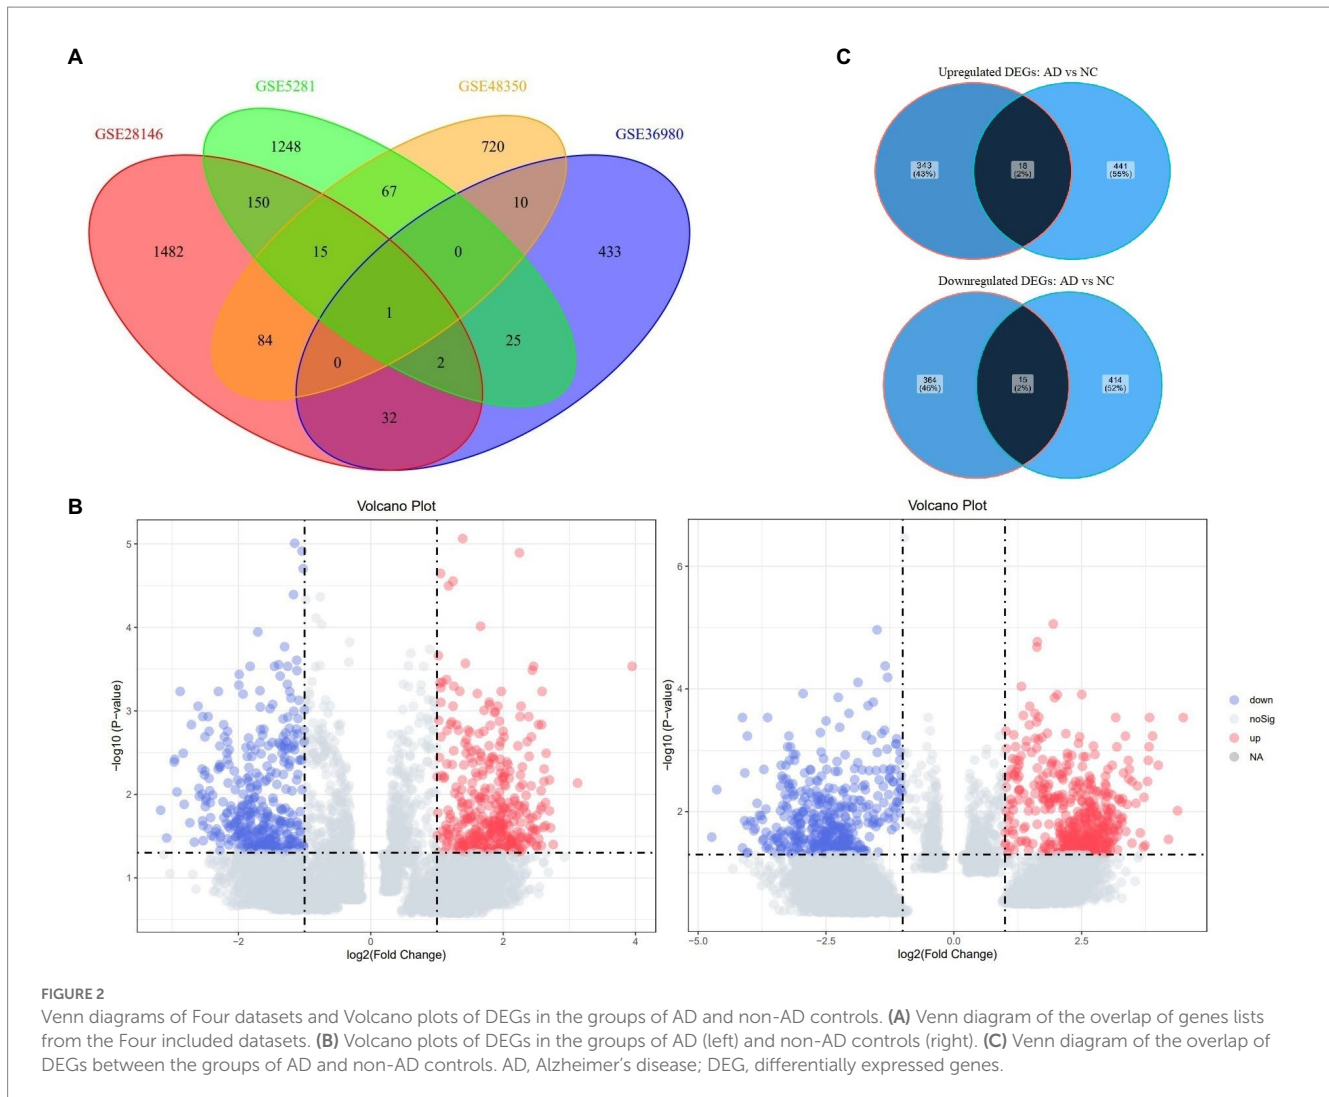 A
C
GSE5281
GSE48350
GSE28146
GSE36980
1248
720
67
150
10
1482
15
0
433
1
84
25
0
2
32
Upregulated DEGs: AD vs NC
343
(43%)
18
(2%)
441
(55%)
Downregulated DEGs: AD vs NC
364
(46%)
15
(2%)
414
(52%)
B
Volcano Plot
−log10 (P−value)
5
4
3
2
1
−2
0
2
4
log2(Fold Change)
Volcano Plot
−log10 (P−value)
6
4
2
−5.0
−2.5
0.0
2.5
log2(Fold Change)
down
noSig
up
NA
FIGURE 2
Venn diagrams of Four datasets and Volcano plots of DEGs in the groups of AD and non-AD controls. (A) Venn diagram of the overlap of genes lists
from the Four included datasets. (B) Volcano plots of DEGs in the groups of AD (left) and non-AD controls (right). (C) Venn diagram of the overlap of
DEGs between the groups of AD and non-AD controls. AD, Alzheimer’s disease; DEG, differentially expressed genes.